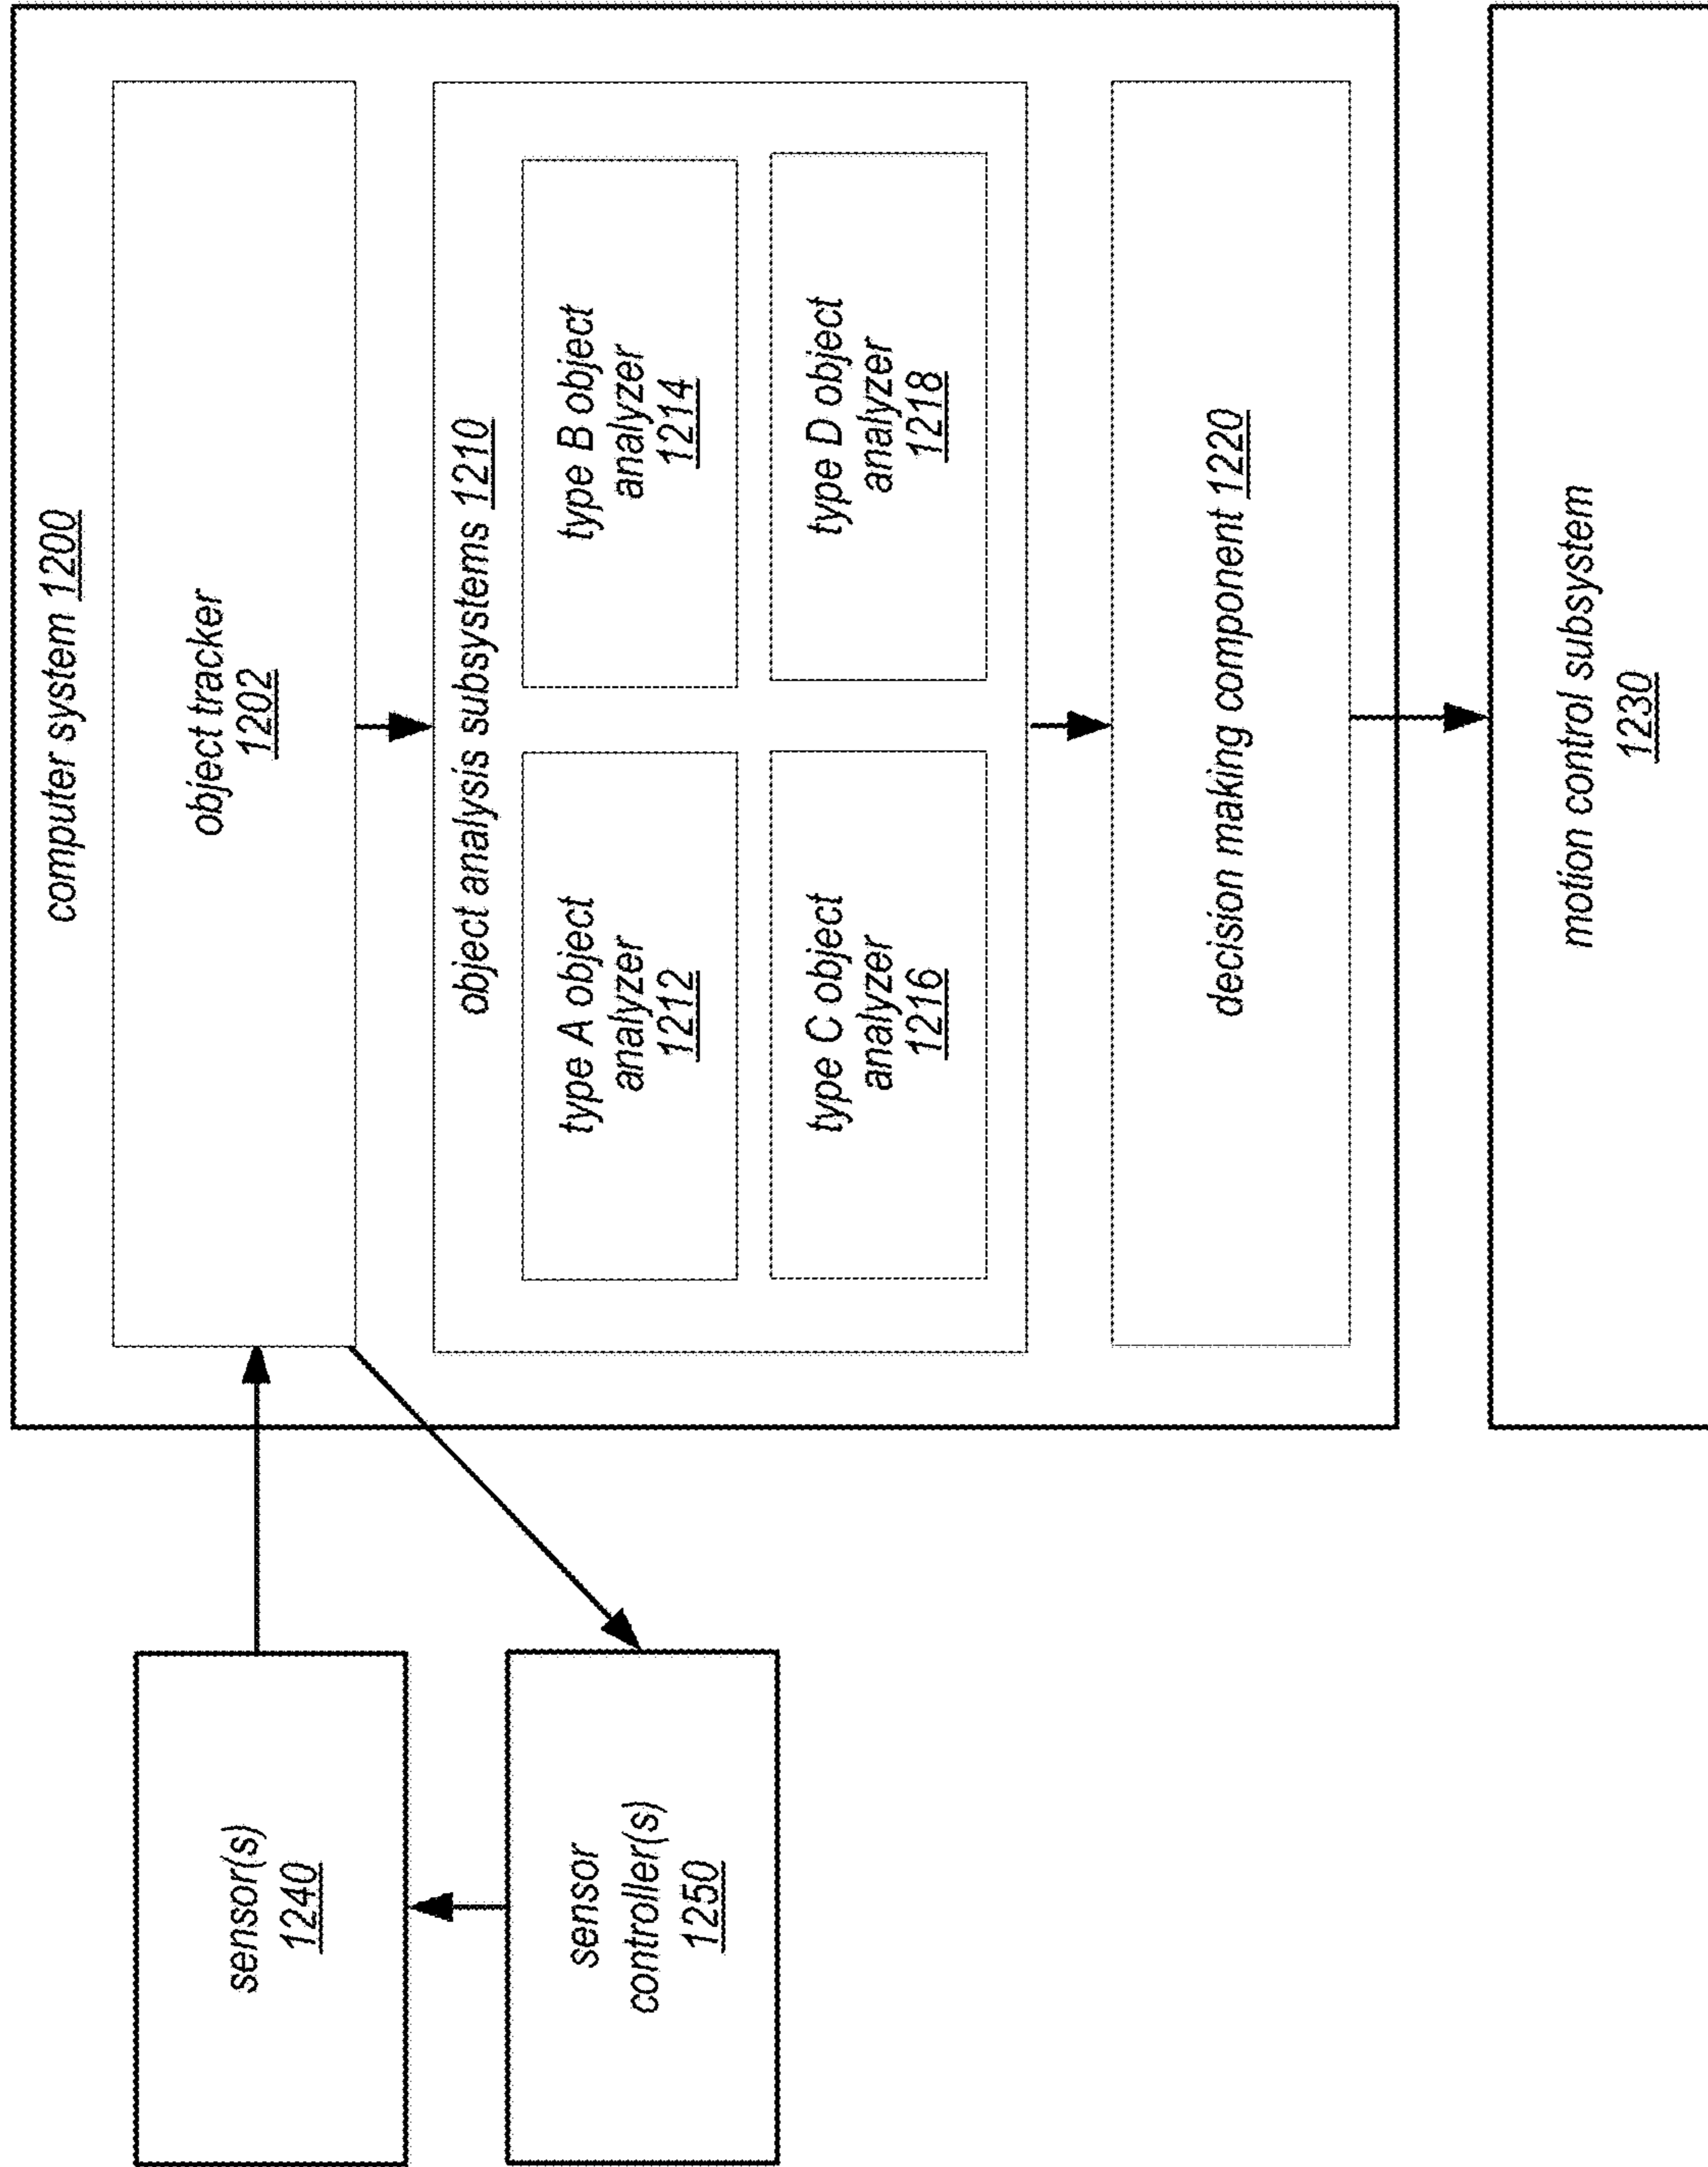 computer system 1200
object tracker
1202
object analysis subsystems 1210
type A object
analyzer
1212
type B object
analyzer
1214
type C object
analyzer
1216
type D object
analyzer
1218
decision making component 1220
motion control subsystem
1230
sensor(s)
1240
sensor
controller(s)
1250